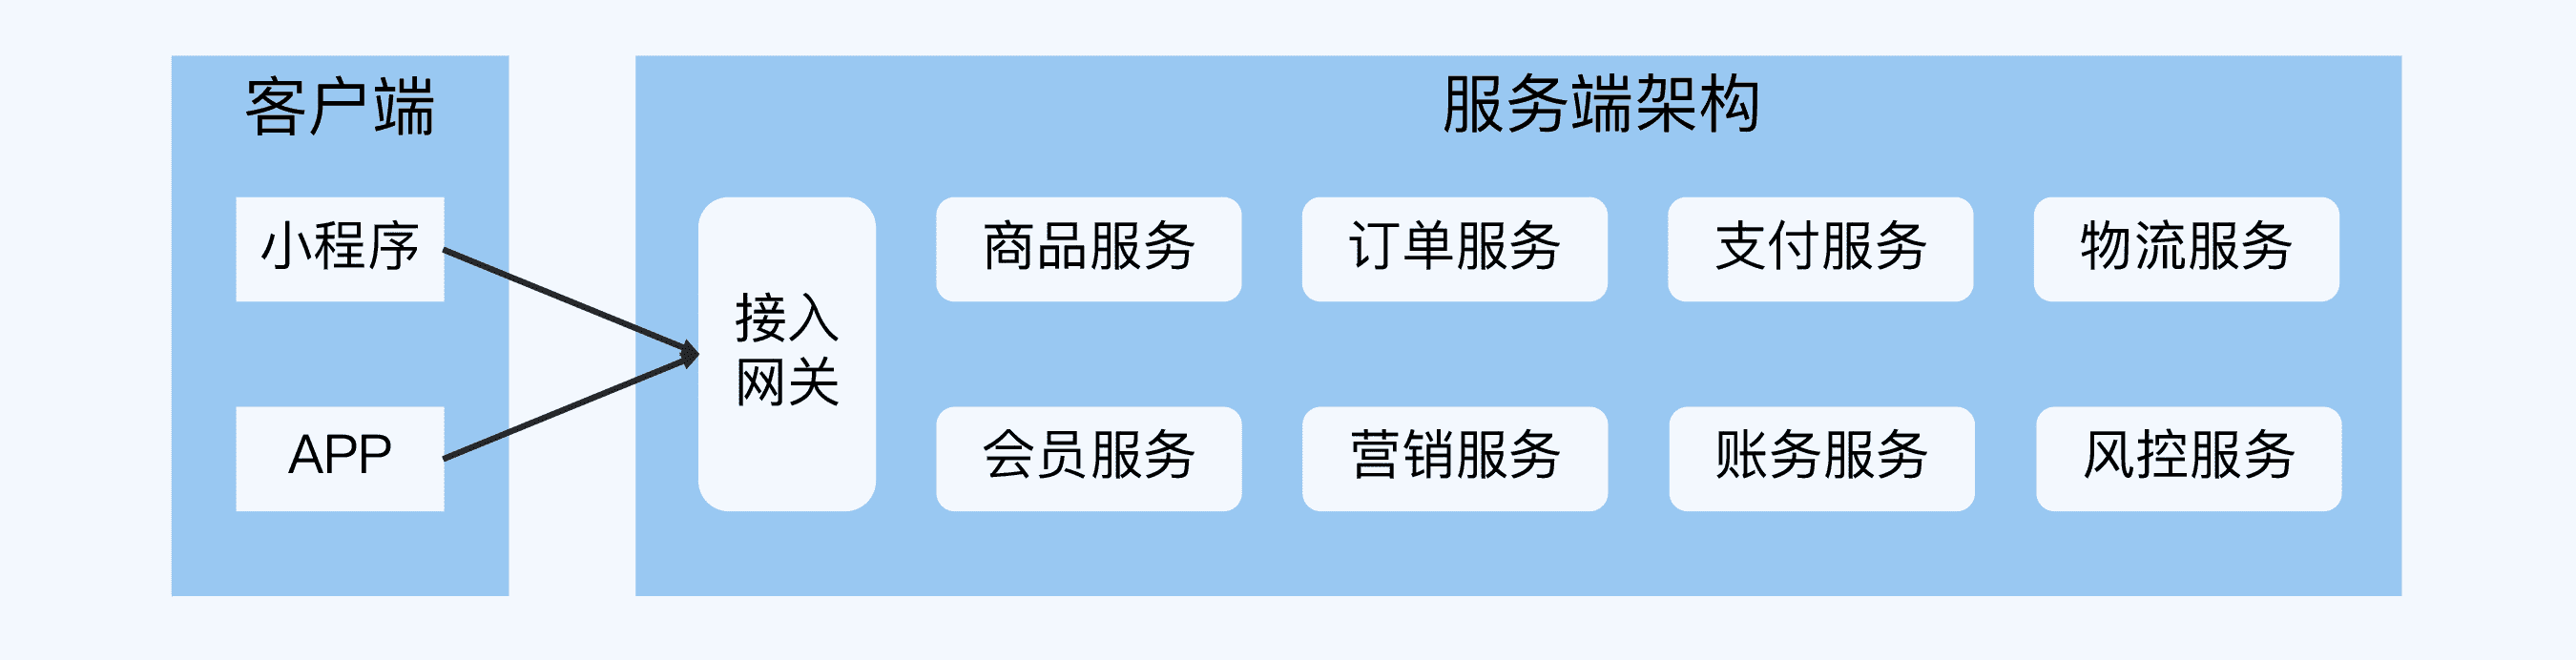 客户端
小程序
APP
服务端架构
接入
网关
商品服务
订单服务
支付服务
物流服务
会员服务
营销服务
账务服务
风控服务